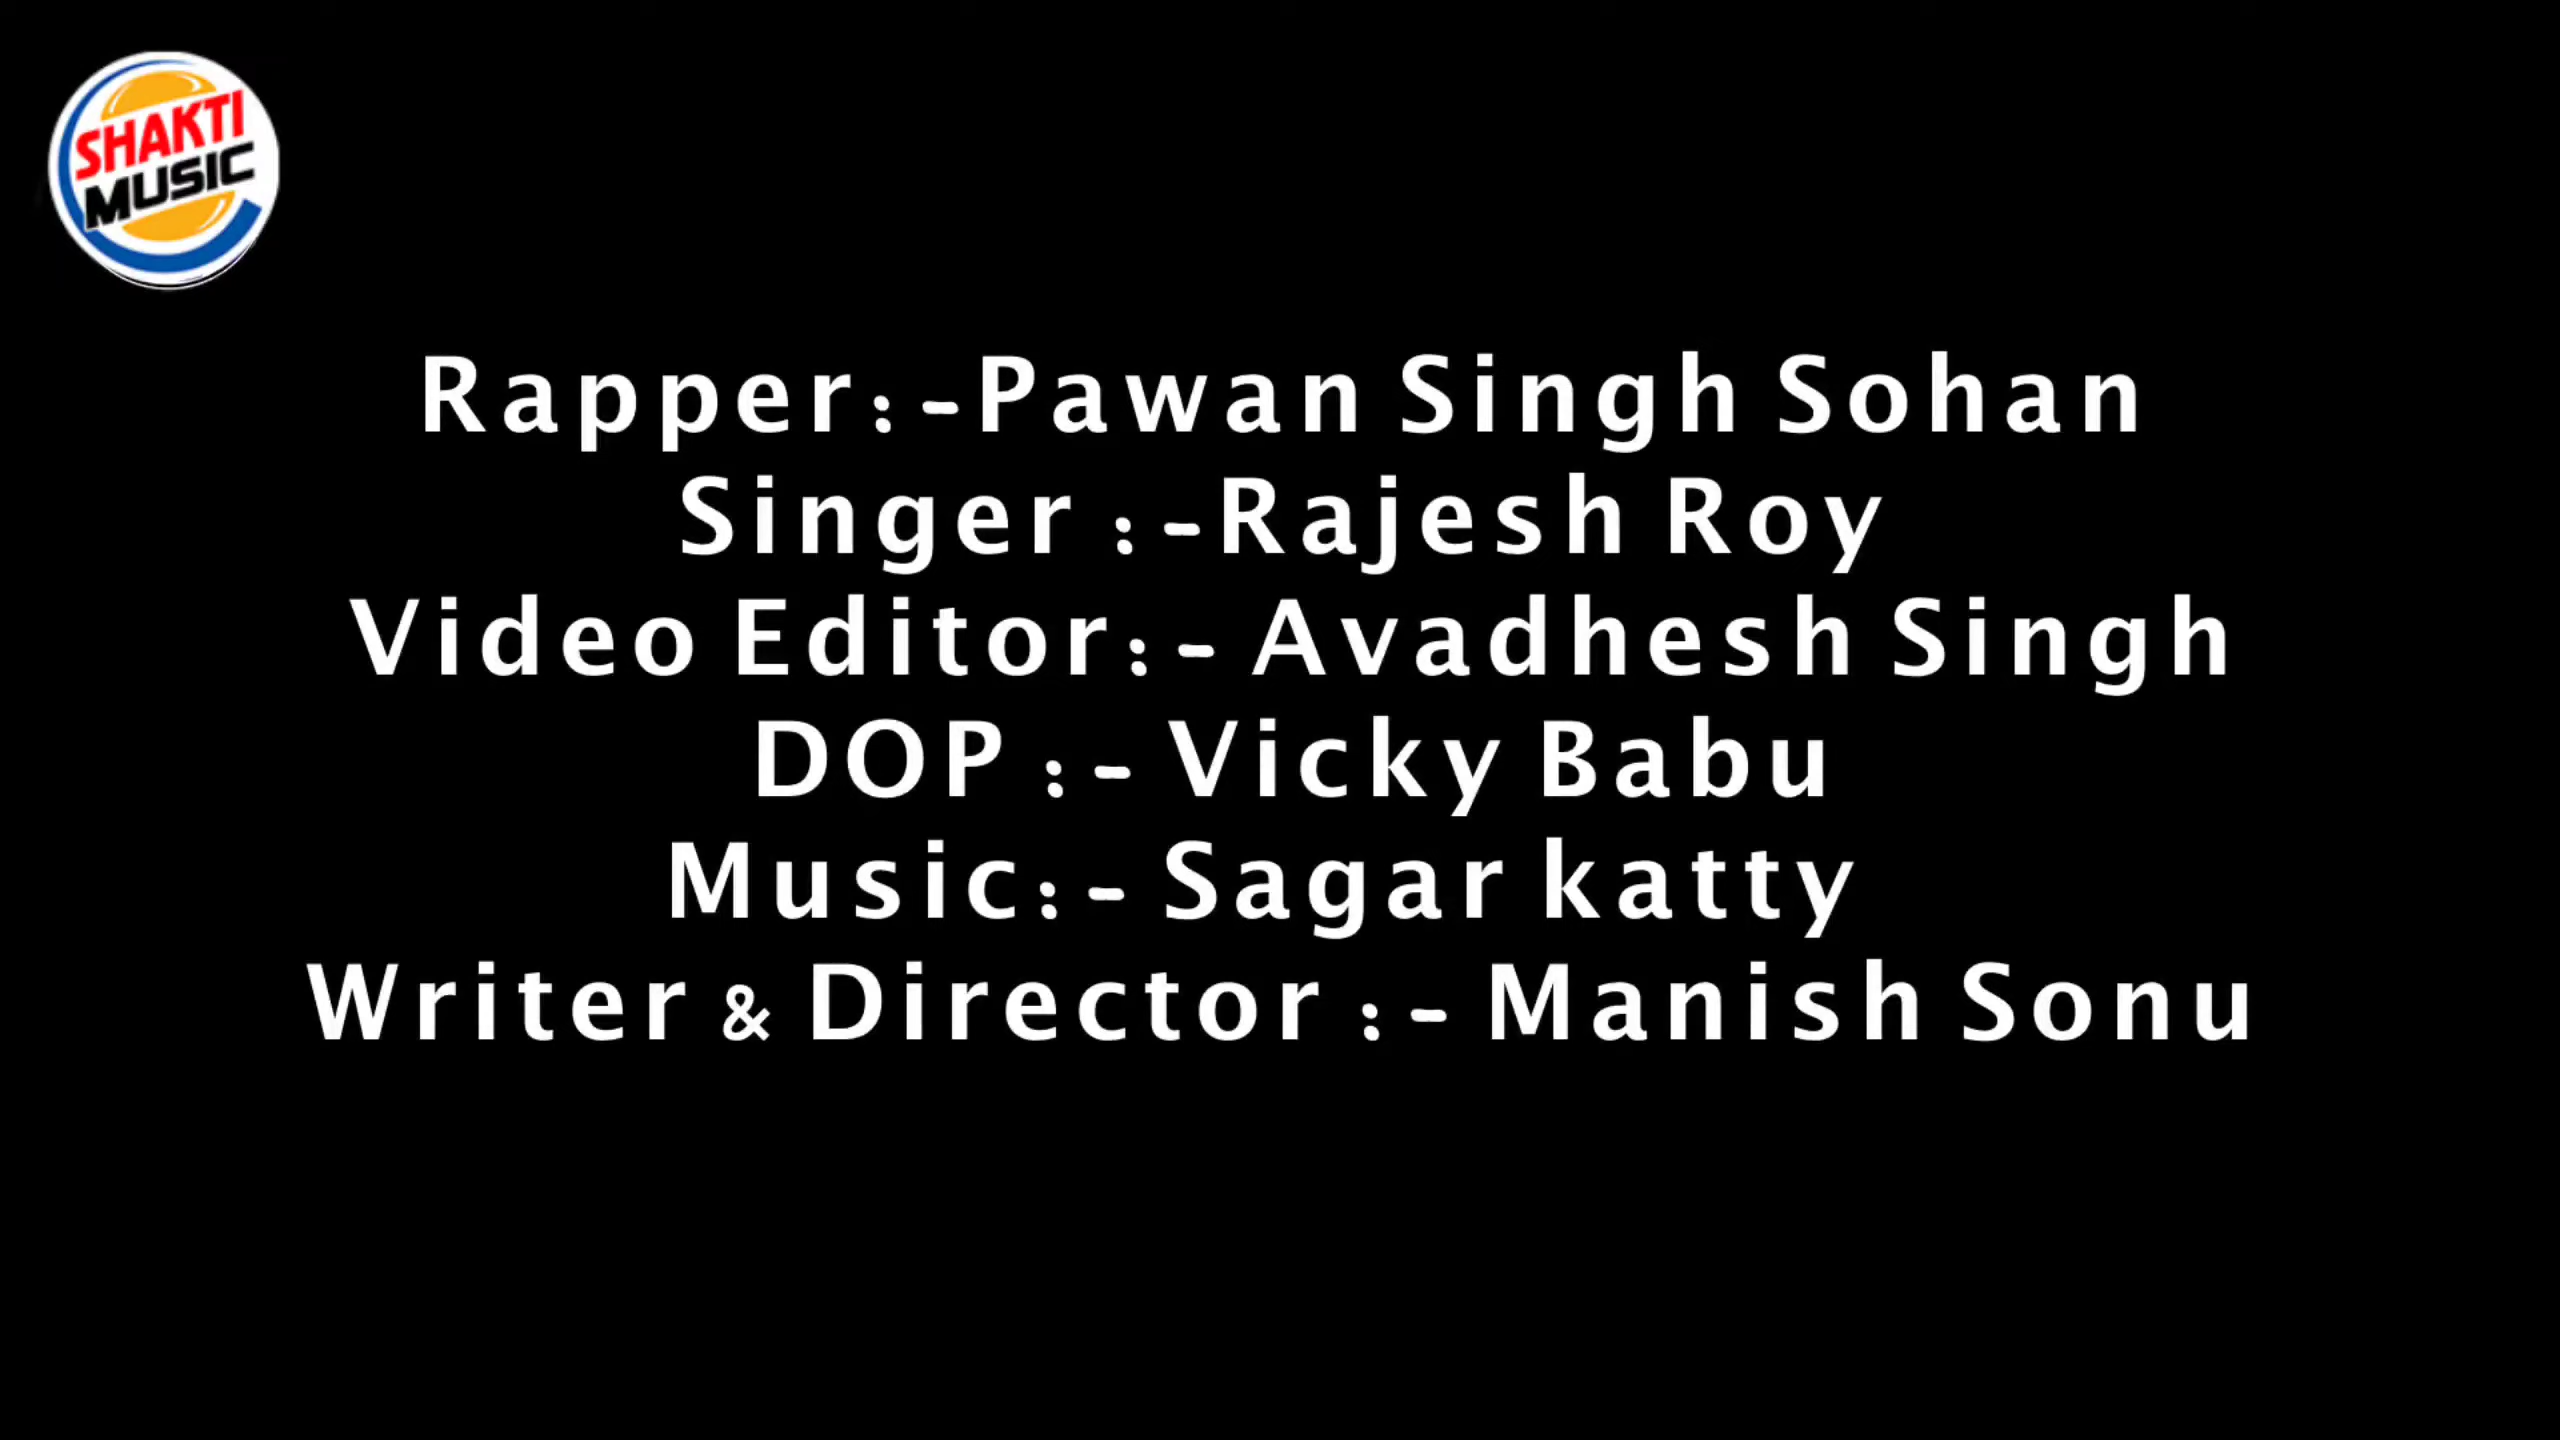 SHAKTI
MUSIC
Rapper:-Pawan Singh Sohan
Singer :-Rajesh Roy
Video Editor:- Avadhesh Singh
DOP :- Vicky Babu
Music:- Sagar katty
Writer & Director :- Manish Sonu